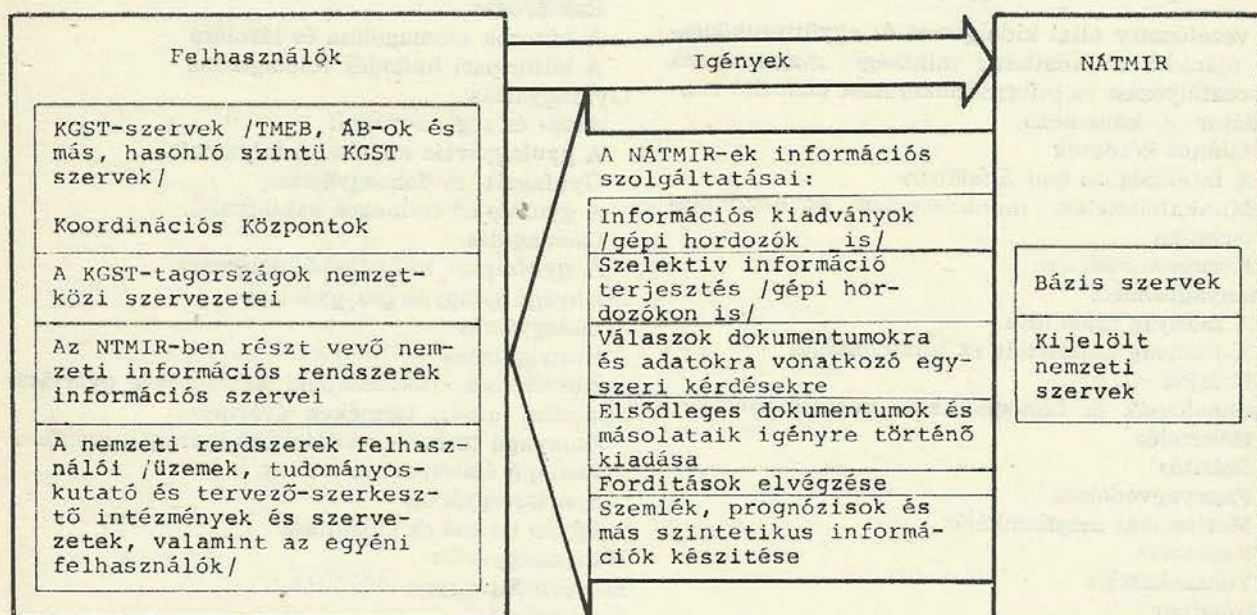 Felhasználók
KGST-szervek /TMEB, ÁB-ok és
más, hasonló szintü KGST
szervek/
Koordinációs Központok
A KGST-tagországok nemzet-
közi szervezetei
Az NTMIR-ben részt vevő nem-
zeti információs rendszerek
információs szervei
A nemzeti rendszerek felhasz
nálói /üzemek, tudományos-
kutató és tervező-szerkesz-
tő intézmények és szerve-
zetek, valamint az egyéni
felhasználók/
Igények
A NÁTMIR-ek információs
szolgáltatásai:
Információs kiadványok
/gépi hordozók is/
Szelektiv információ
terjesztés /gépi hor-
dozókon is/
Válaszok dokumentumokra
és adatokra vonatkozó egy-
szeri kérdésekre
Elsődleges dokumentumok és
másolataik igényre történő
kiadása
Forditások elvégzése
Szemlék, prognózisok és
más szintetikus informá-
ciók készitése
NÁTMIR
Bázis szervek
Kijelölt
nemzeti
szervek